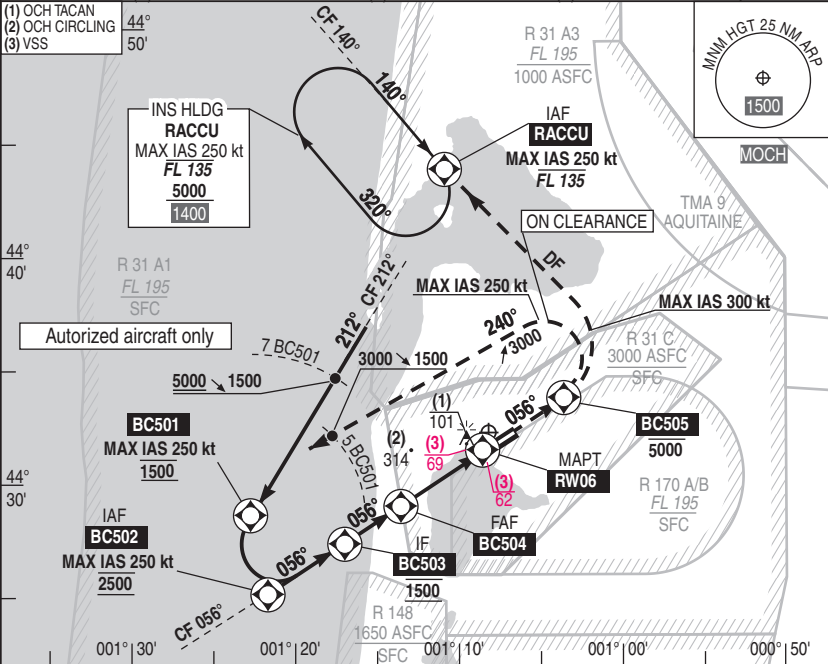 (1) OCH TACAN
(2) OCH CIRCLING
(3) VSS
44°
50'
CF 140°
140°
R 31 A3
FL 195
1000 ASFC
MNM HGT 25 NM ARP
1500
MOCH
INS HLDG
RACCU
MAX IAS 250 kt
FL 135
5000
1400
320°
IAF
RACCU
MAX IAS 250 kt
FL 135
TMA 9
AQUITAINE
ON CLEARANCE
DF
44°
40'
R 31 A1
FL 195
SFC
CF 212°
212°
MAX IAS 250 kt
MAX IAS 300 kt
240°
3000
Autorized aircraft only
7 BC501
3000 1500
R 31 C
3000 ASFC
SFC
5000 1500
BC501
MAX IAS 250 kt
1500
5 BC501
(1)
101
(2)
314
(3)
69
056°
BC505
5000
MAPT
RW06
(3)
62
44°
30'
R 170 A/B
FL 195
SFC
IAF
BC502
MAX IAS 250 kt
2500
056°
FAF
BC504
IF
BC503
1500
056°
CF 056°
R 148
1650 ASFC
SFC
001° 30'
001° 20'
001° 10'
001° 00'
000° 50'